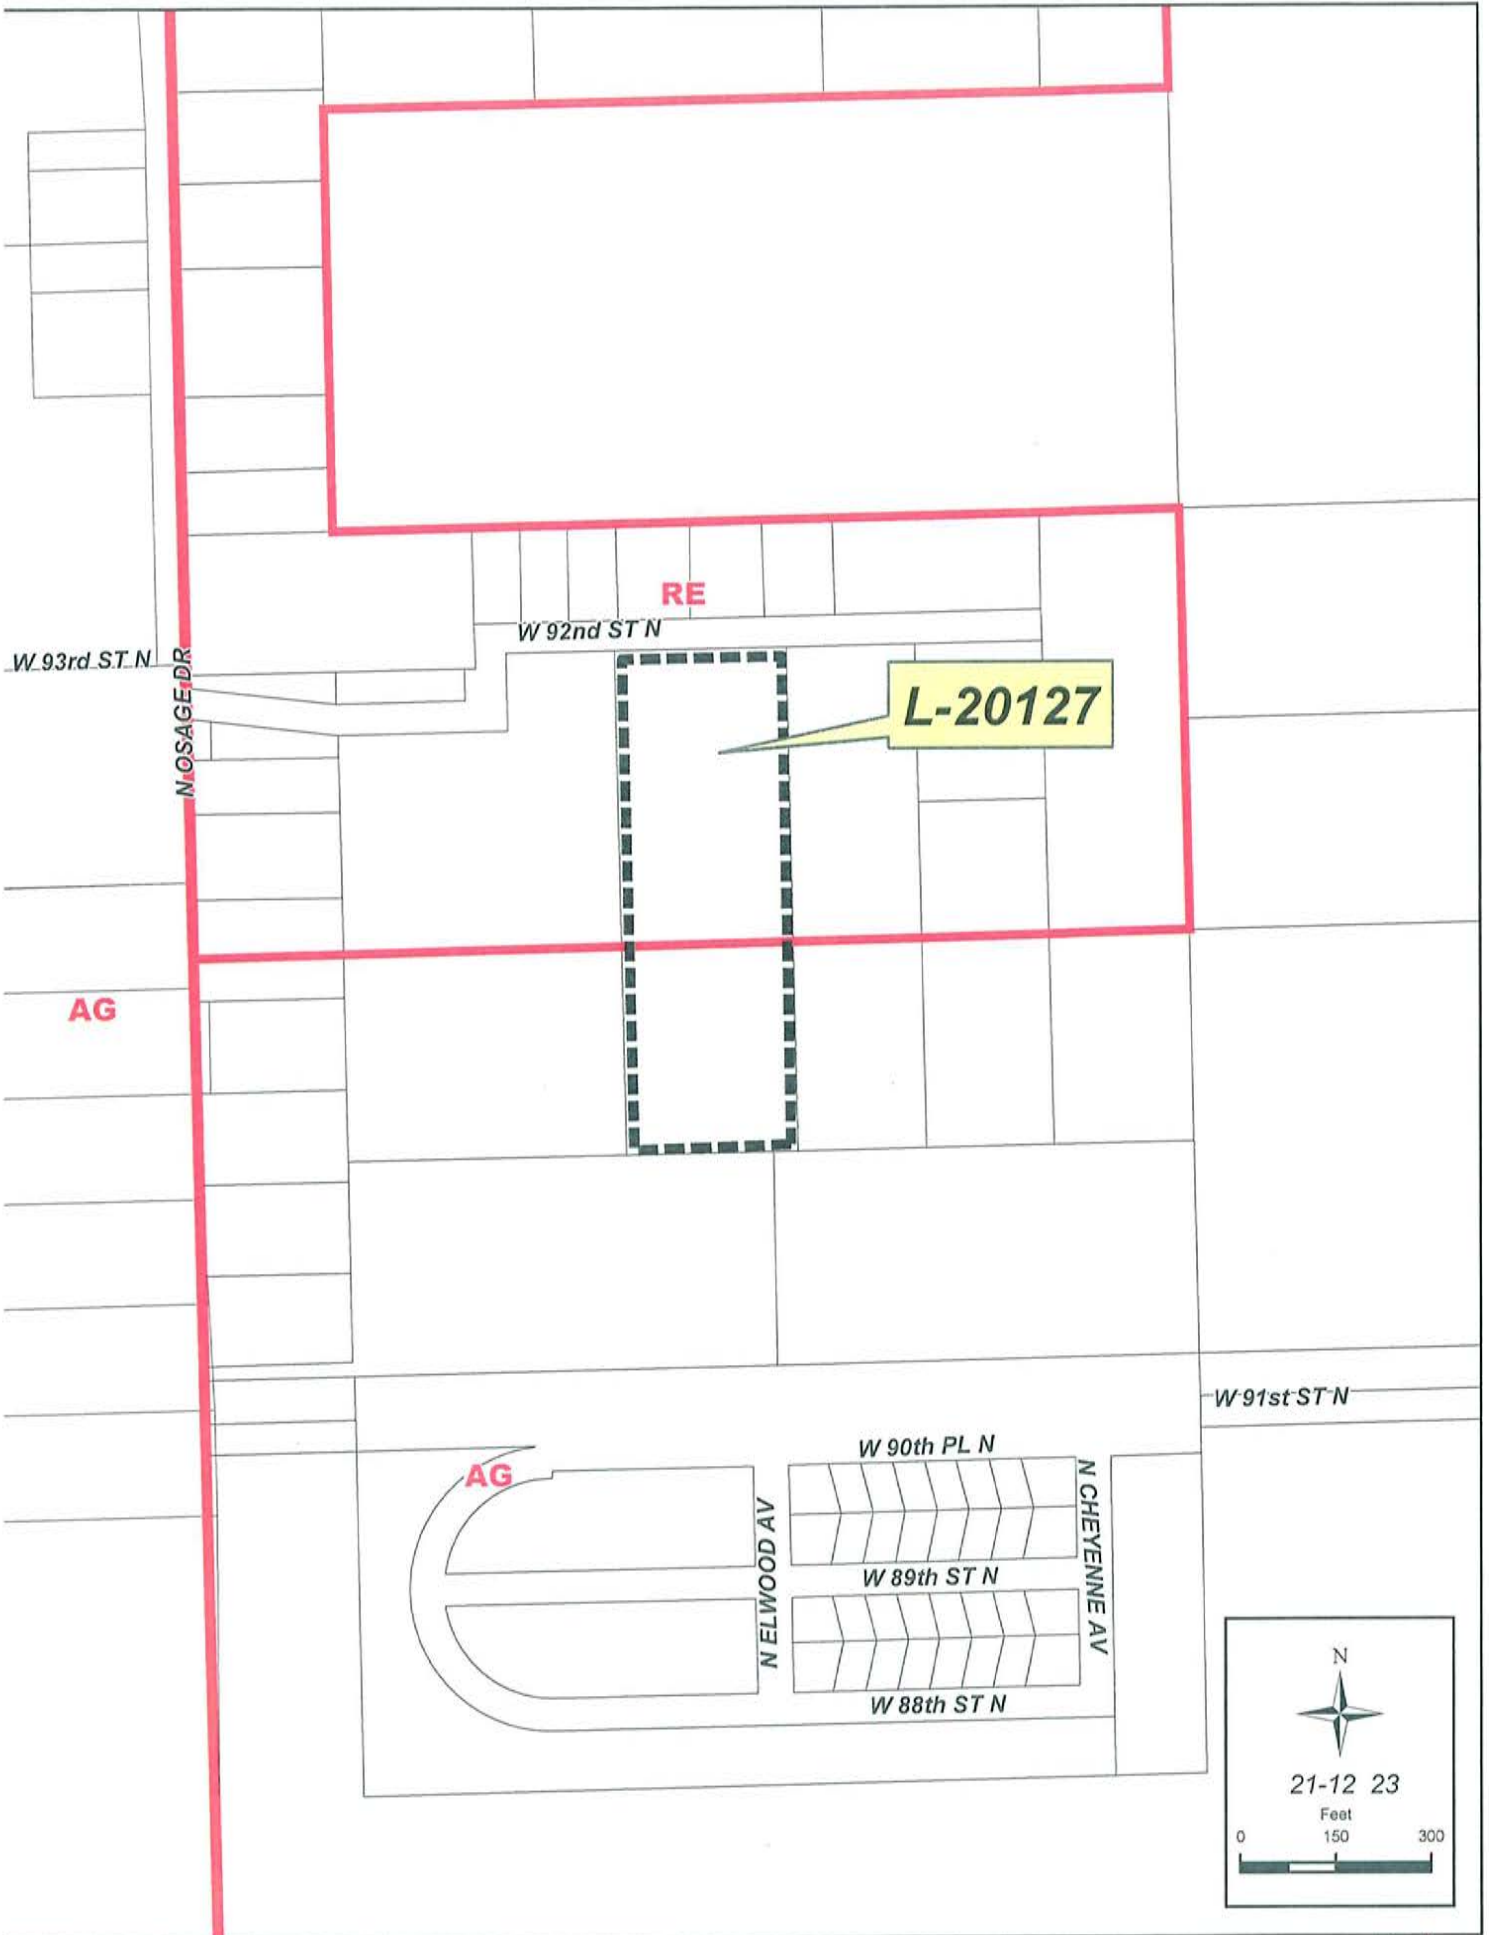 RE
W 92nd ST N
W 93rd ST N
N OSAGE DR
L-20127
AG
W 91st ST N
W 90th PL N
AG
N ELWOOD AV
N CHEYENNE AV
W 89th ST N
W 88th ST N
N
21-12 23
Feet
0 150 300